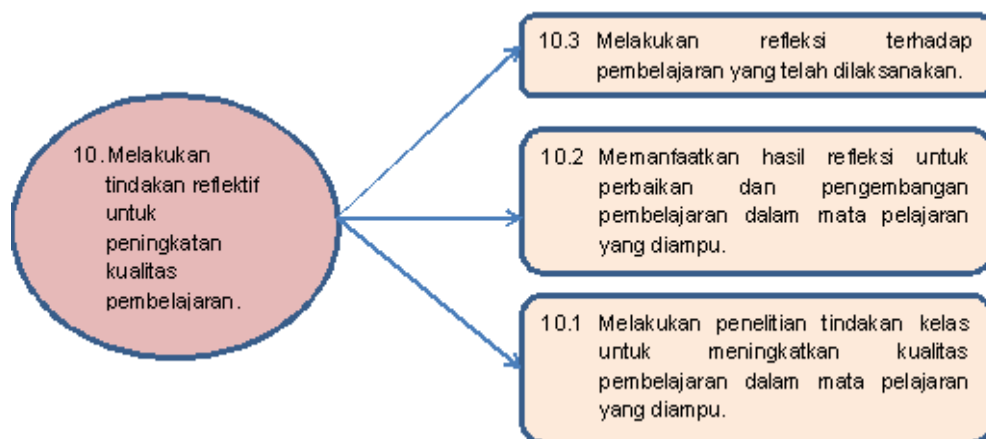 10. Melakukan
tindakan reflektif
untuk
peningkatan
kualitas
pembelajaran.
10.3 Melakukan refleksi terhadap
pembelajaran yang telah dilaksanakan.
10.2 Memanfaatkan hasil refleksi untuk
perbaikan dan pengembangan
pembelajaran dalam mata pelajaran
yang diampu.
10.1 Melakukan penelitian tindakan kelas
untuk meningkatkan kualitas
pembelajaran dalam mata pelajaran
yang diampu.